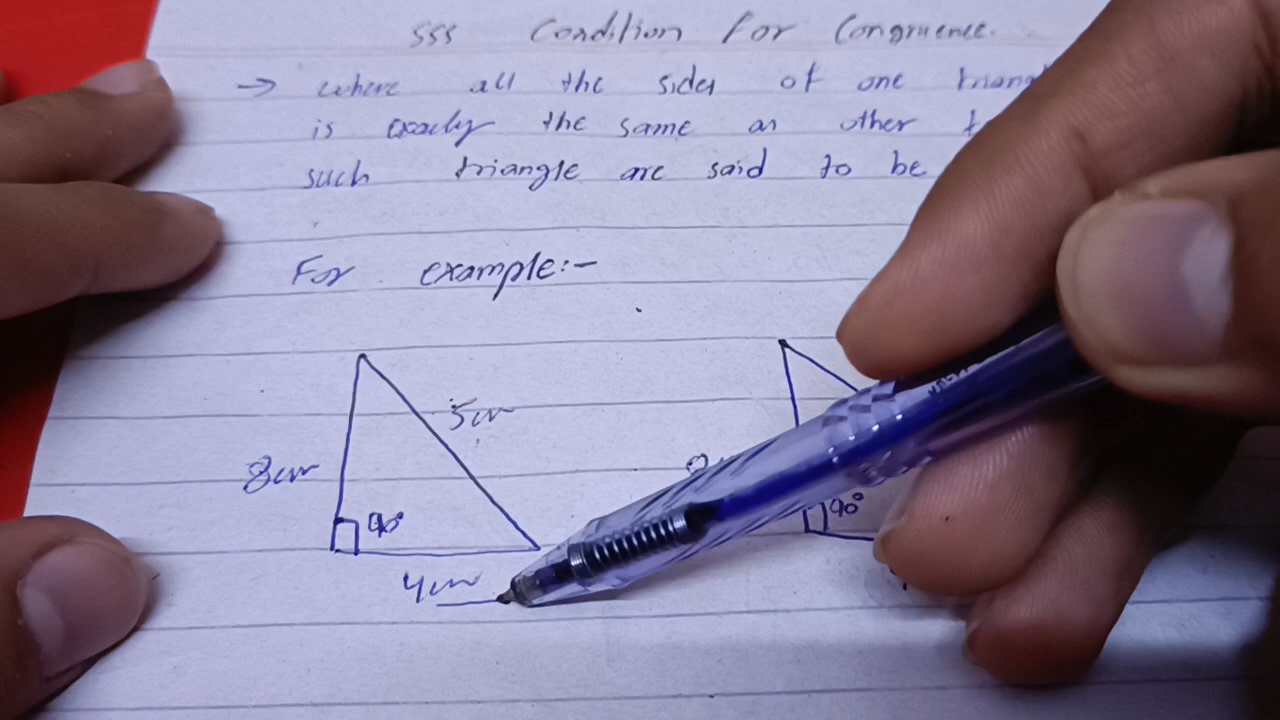 SSS Condition For Congruence.
→ where all the sides of one triang
is exactly the same as other t
such triangle are said to be
For example:-
5cm
8cm
90°
90°
4cm